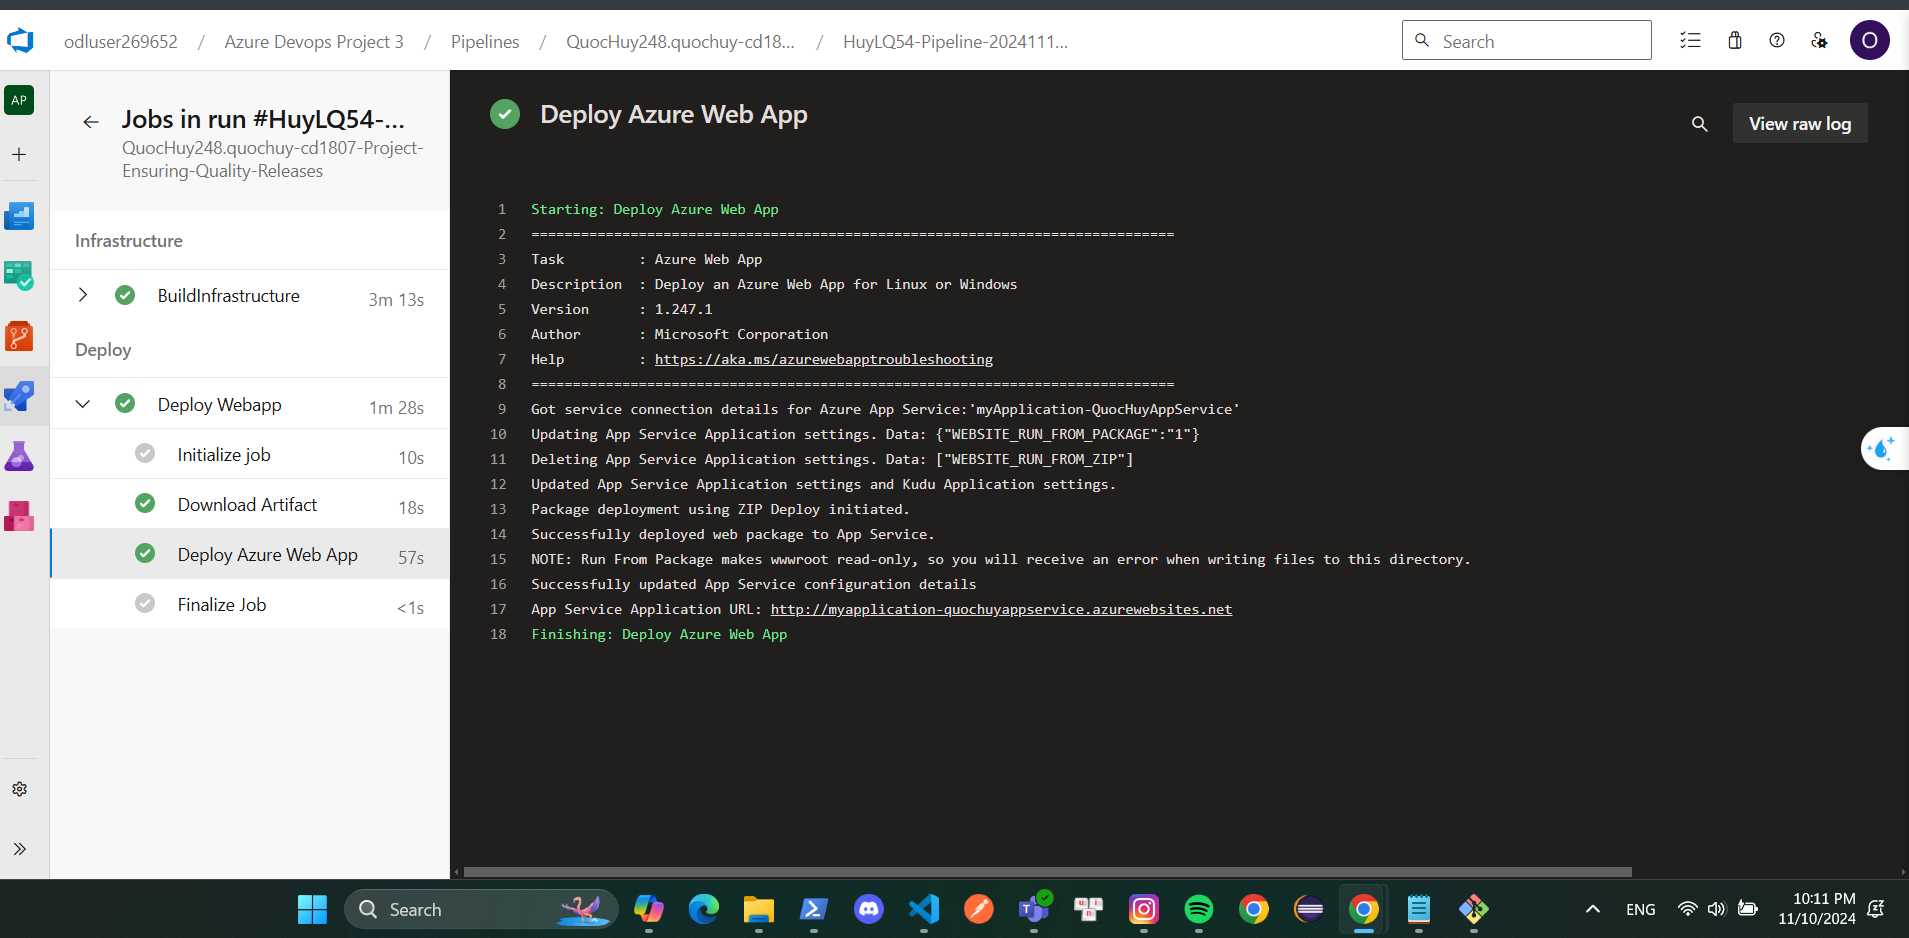 odluser269652 / Azure Devops Project 3 / Pipelines / QuocHuy248.quochuy-cd18... / HuyLQ54-Pipeline-2024111...
Search
O
AP
Jobs in run #HuyLQ54-...
QuocHuy248.quochuy-cd1807-Project-
Ensuring-Quality-Releases
Infrastructure
BuildInfrastructure 3m 13s
Deploy
Deploy Webapp 1m 28s
Initialize job 10s
Download Artifact 18s
Deploy Azure Web App 57s
Finalize Job <1s
Deploy Azure Web App
View raw log
1 Starting: Deploy Azure Web App
2 ==============================================================================
3 Task : Azure Web App
4 Description : Deploy an Azure Web App for Linux or Windows
5 Version : 1.247.1
6 Author : Microsoft Corporation
7 Help : https://aka.ms/azurewebapptroubleshooting
8 ==============================================================================
9 Got service connection details for Azure App Service:'myApplication-QuocHuyAppService'
10 Updating App Service Application settings. Data: {"WEBSITE_RUN_FROM_PACKAGE":"1"}
11 Deleting App Service Application settings. Data: ["WEBSITE_RUN_FROM_ZIP"]
12 Updated App Service Application settings and Kudu Application settings.
13 Package deployment using ZIP Deploy initiated.
14 Successfully deployed web package to App Service.
15 NOTE: Run From Package makes wwwroot read-only, so you will receive an error when writing files to this directory.
16 Successfully updated App Service configuration details
17 App Service Application URL: http://myapplication-quochuyappservice.azurewebsites.net
18 Finishing: Deploy Azure Web App
Search
ENG
10:11 PM
11/10/2024